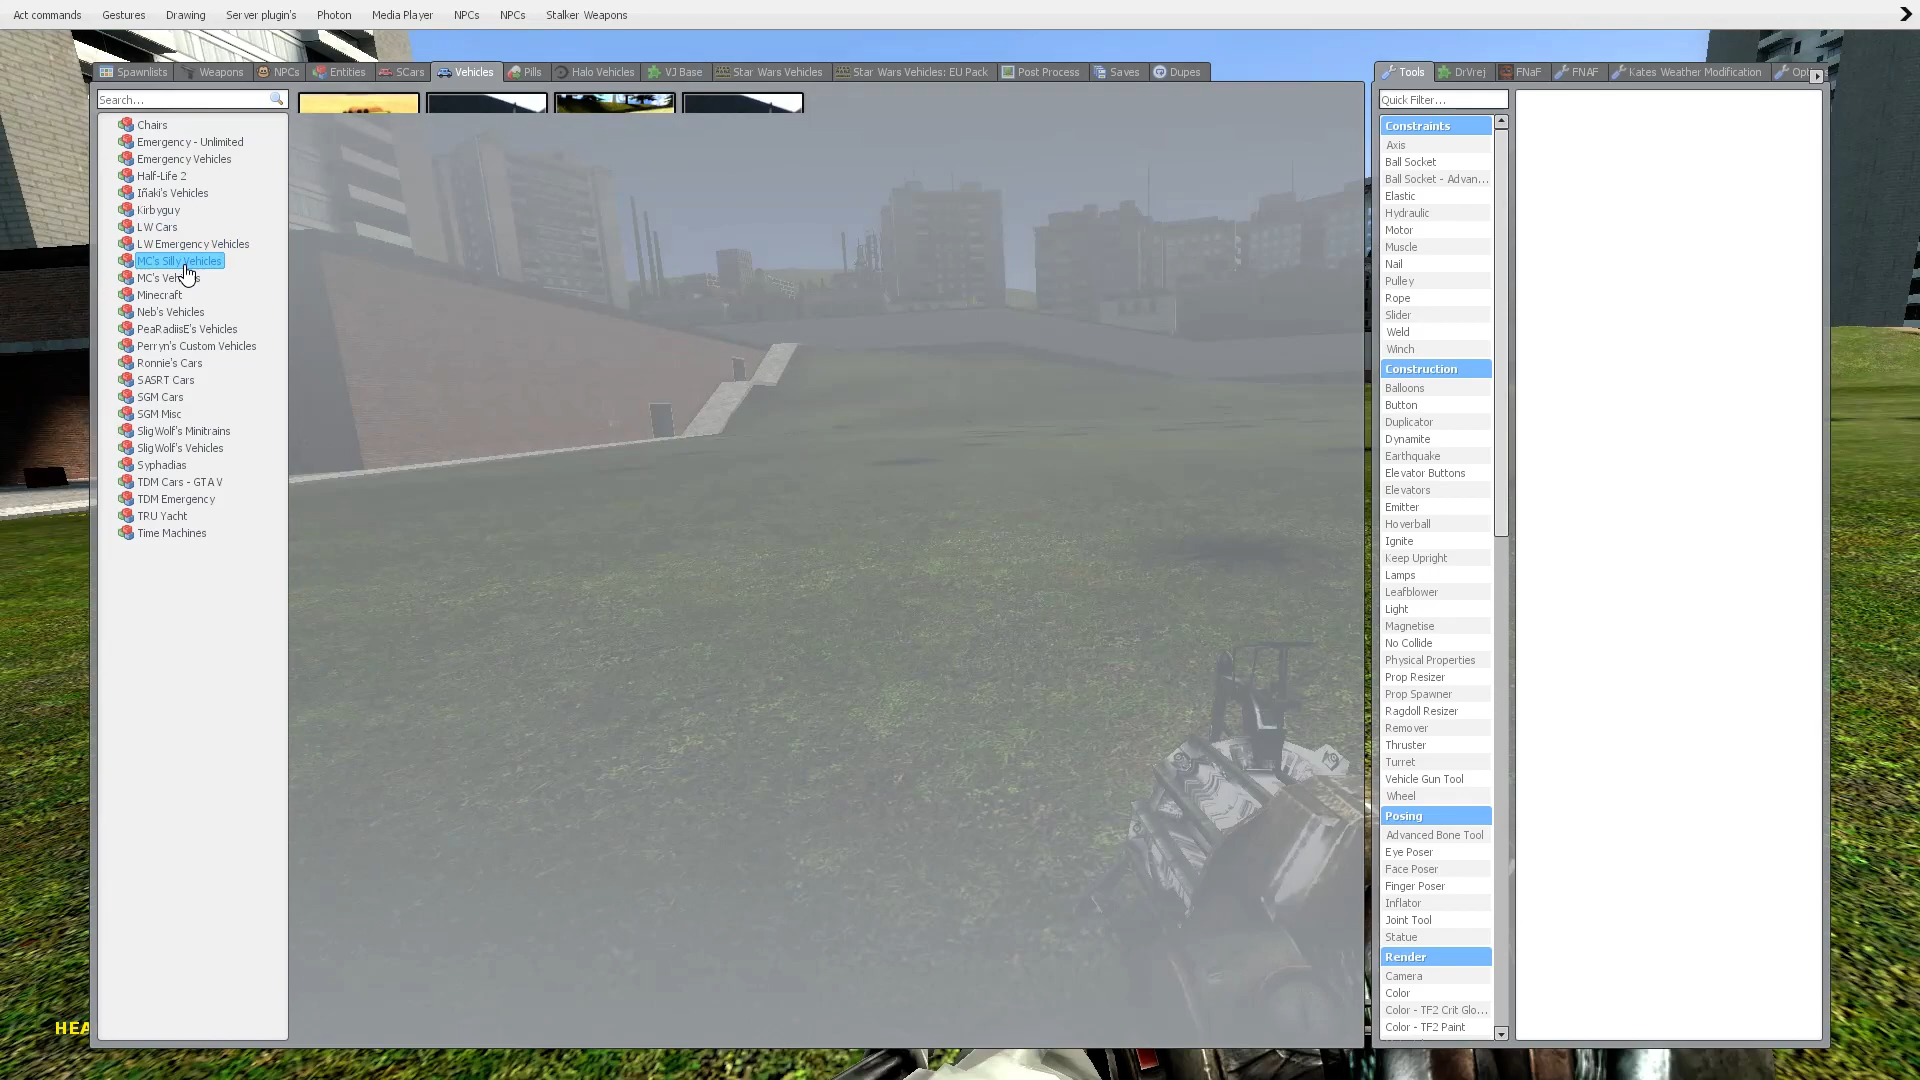 Act commands Gestures Drawing Server plugin's Photon Media Player NPCs NPCs Stalker Weapons
Spawnlists Weapons NPCs Entities SCars Vehicles Pills Halo Vehicles VJ Base Star Wars Vehicles Star Wars Vehicles: EU Pack Post Process Saves Dupes
Tools DrVrej FNaF FNAF Kates Weather Modification
Search...
Chairs
Emergency - Unlimited
Emergency Vehicles
Half-Life 2
Iñaki's Vehicles
Kirbyguy
LW Cars
LW Emergency Vehicles
MC's Silly Vehicles
MC's
Minecraft
Neb's Vehicles
PeaRadiisE's Vehicles
Perryn's Custom Vehicles
Ronnie's Cars
SASRT Cars
SGM Cars
SGM Misc
SligWolf's Minitrains
SligWolf's Vehicles
Syphadias
TDM Cars - GTA V
TDM Emergency
TRU Yacht
Time Machines
Quick Filter...
Constraints
Axis
Ball Socket
Ball Socket - Advan...
Elastic
Hydraulic
Motor
Muscle
Nail
Pulley
Rope
Slider
Weld
Winch
Construction
Balloons
Button
Duplicator
Dynamite
Earthquake
Elevator Buttons
Elevators
Emitter
Hoverball
Ignite
Keep Upright
Lamps
Leafblower
Light
Magnetise
No Collide
Physical Properties
Prop Resizer
Prop Spawner
Ragdoll Resizer
Remover
Thruster
Turret
Vehicle Gun Tool
Wheel
Posing
Advanced Bone Tool
Eye Poser
Face Poser
Finger Poser
Inflator
Joint Tool
Statue
Render
Camera
Color
Color - TF2 Crit Glo...
Color - TF2 Paint
HEA